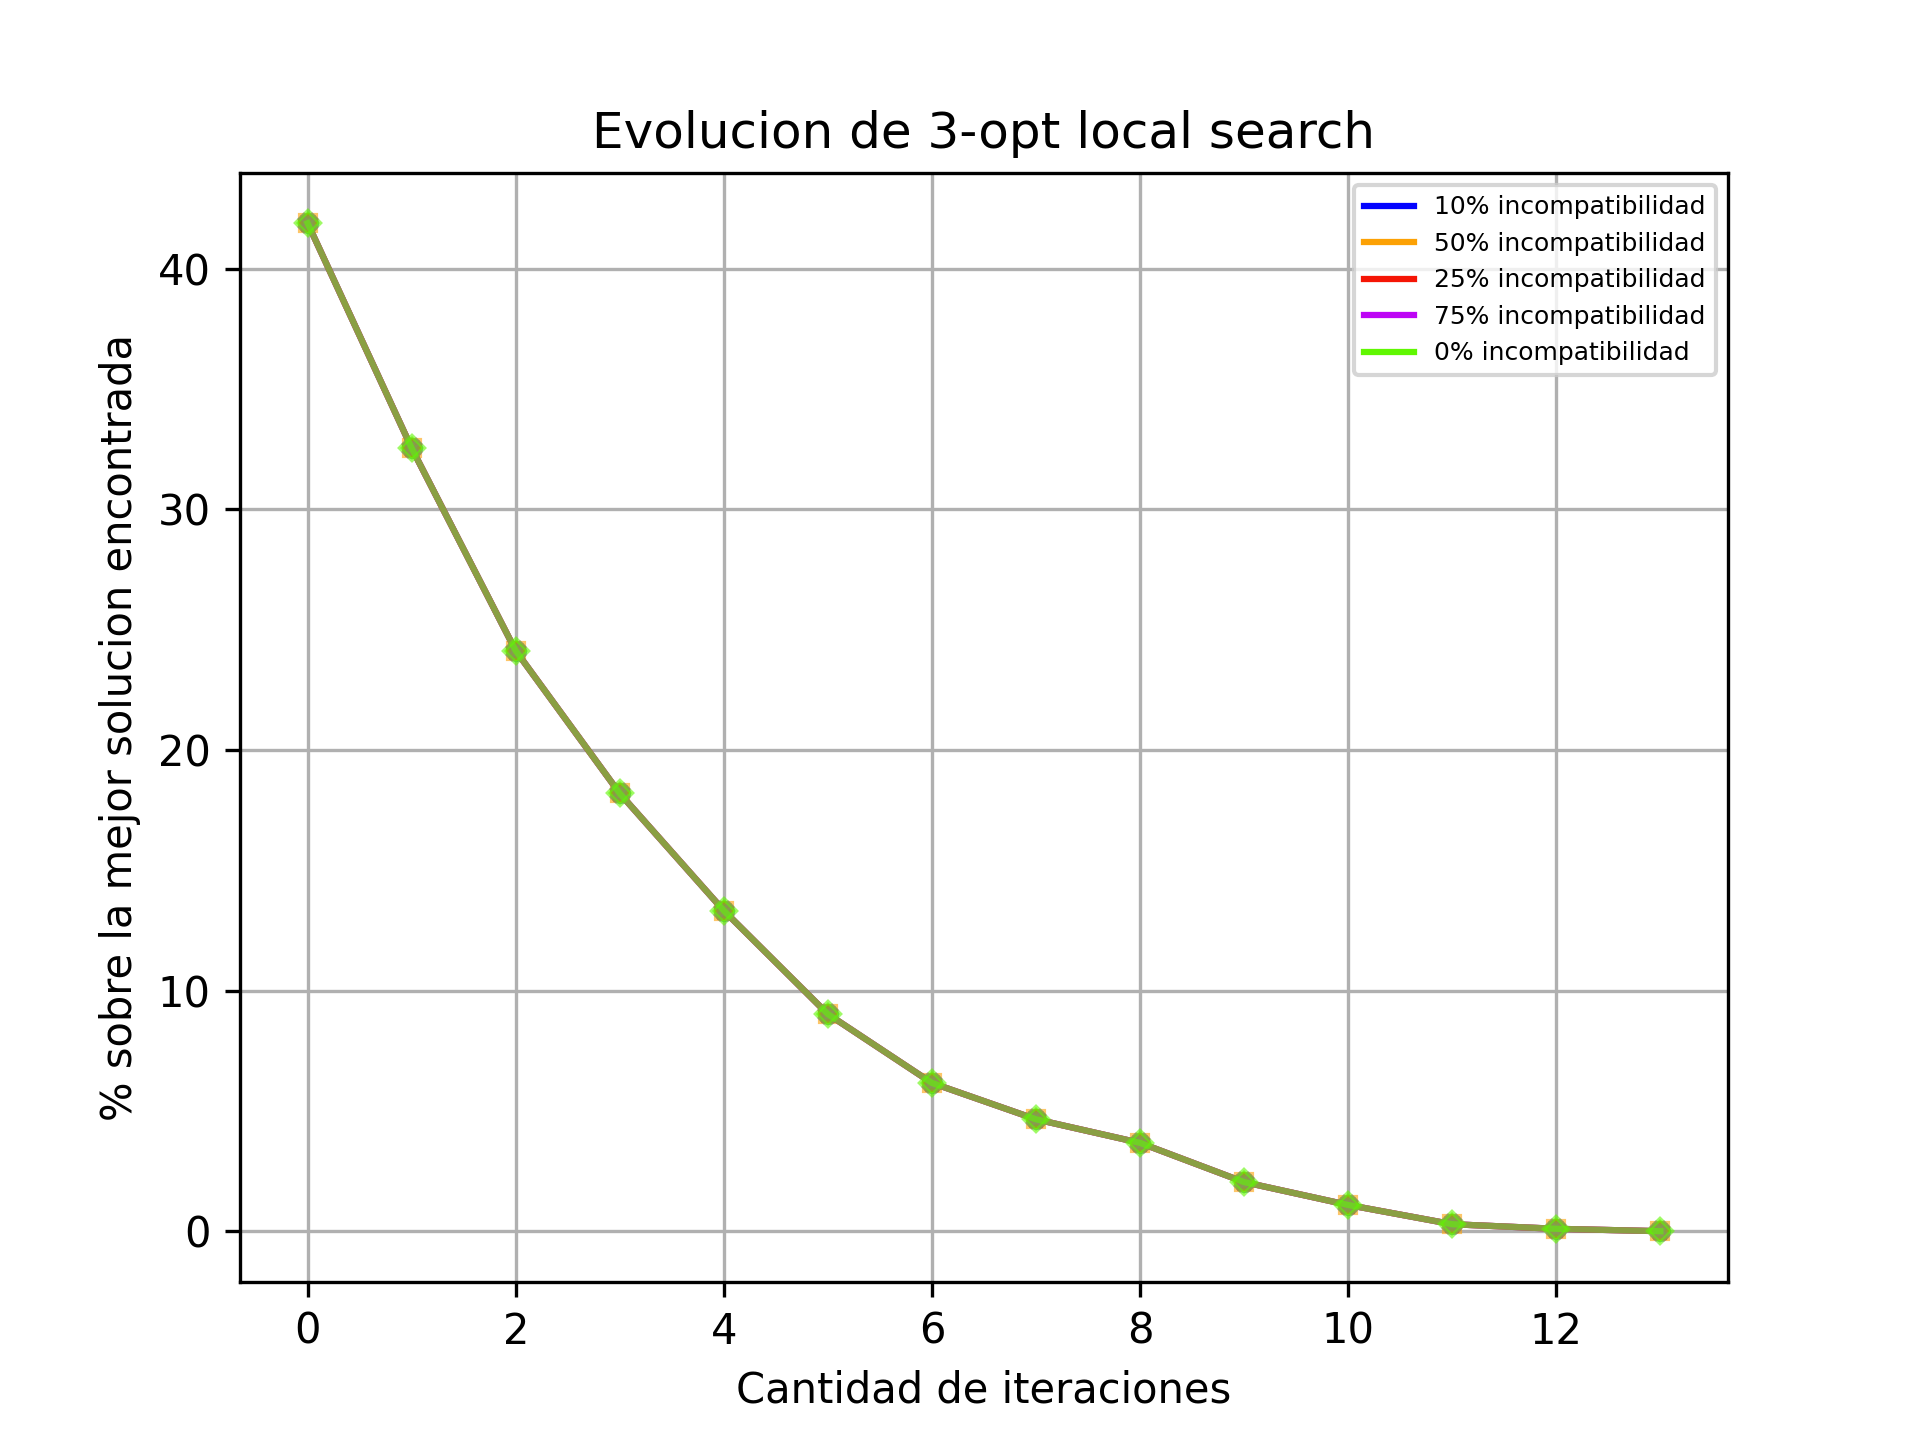 Evolucion de 3-opt local search
10% incompatibilidad
50% incompatibilidad
25% incompatibilidad
75% incompatibilidad
0% incompatibilidad
% sobre la mejor solucion encontrada
40
30
20
10
0
0 2 4 6 8 10 12
Cantidad de iteraciones